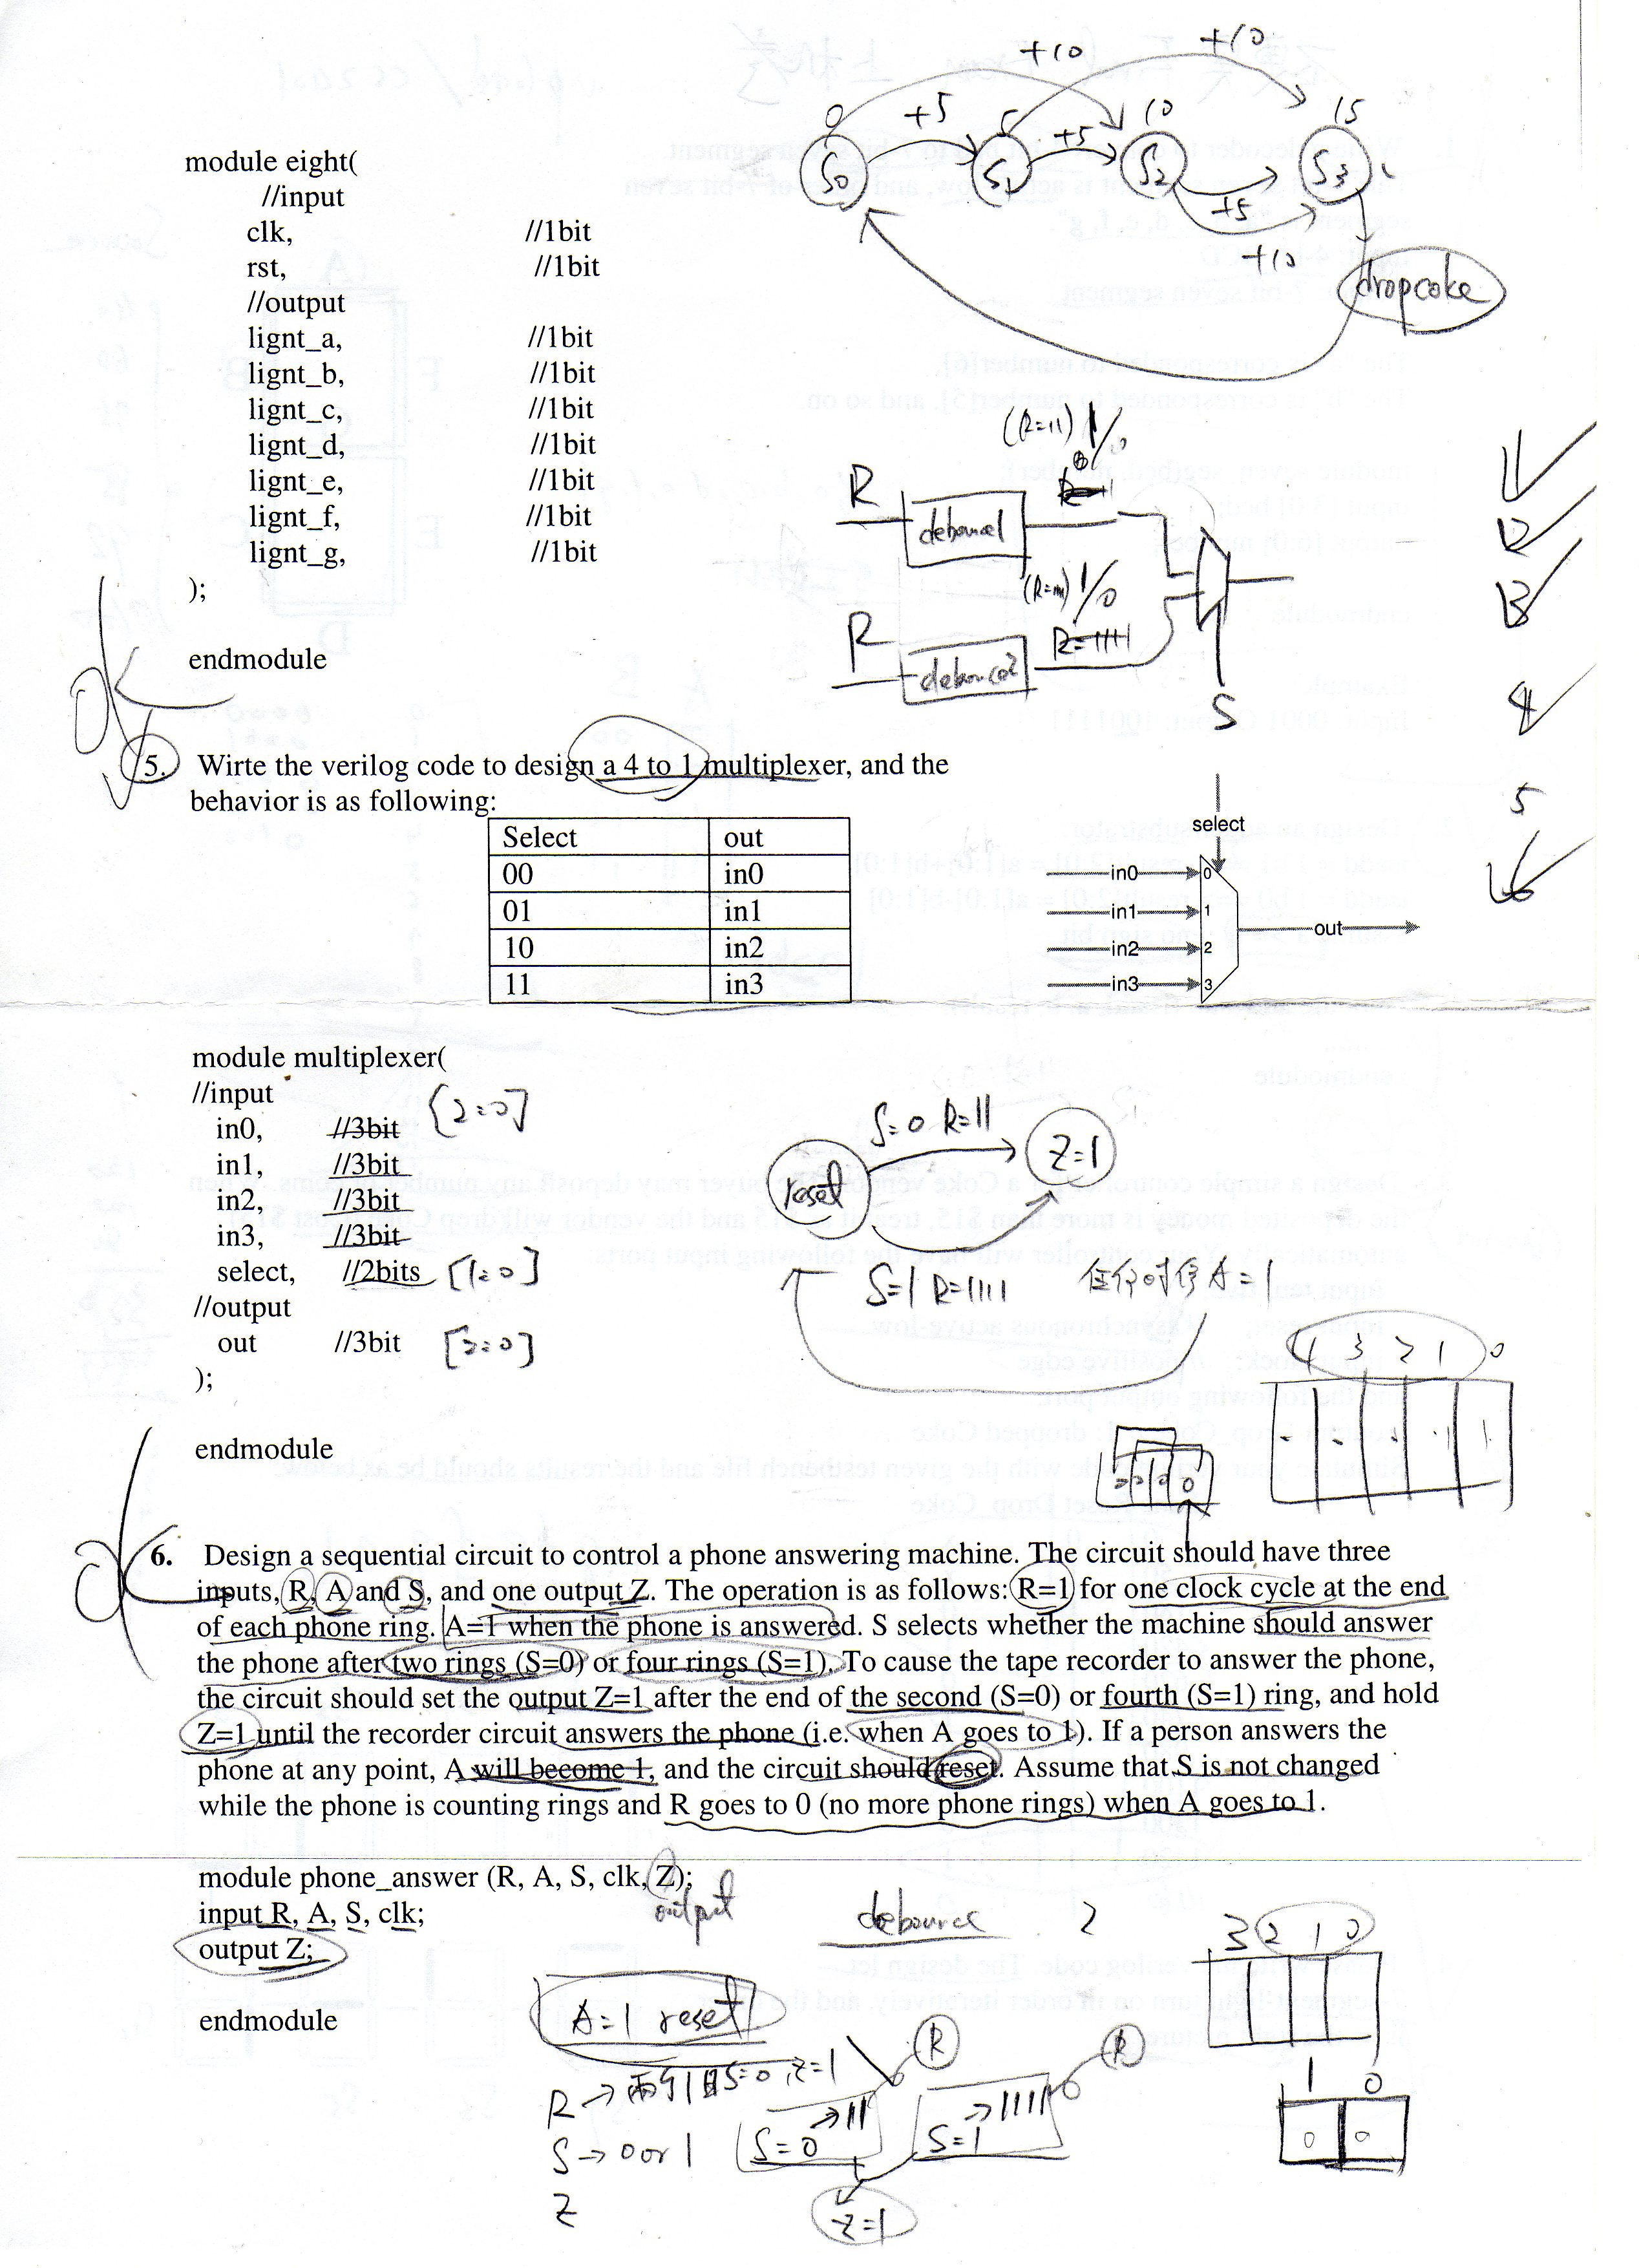 +10
+10
0
+5
5
+5
10
15
S0
S1
S2
S3
+5
+10
dropcoke
module eight(
//input
clk, //1bit
rst, //1bit
//output
lignt_a, //1bit
lignt_b, //1bit
lignt_c, //1bit
lignt_d, //1bit
lignt_e, //1bit
lignt_f, //1bit
lignt_g, //1bit
);
endmodule
(R=11) 1/0
R
debounce1
R
debounce2
1/0
R=1111
S
1
2
3
4
5
6
5. Wirte the verilog code to design a 4 to 1 multiplexer, and the
behavior is as following:
Select out
00 in0
01 in1
10 in2
11 in3
select
in0 0
in1 1
in2 2
in3 3
out
module multiplexer(
//input
in0, //3bit [2:0]
in1, //3bit
in2, //3bit
in3, //3bit
select, //2bits [1:0]
//output
out //3bit [2:0]
);
endmodule
S=0 R=11
reset
Z=1
S=1 R=1111
任何時候 A=1
4 3 2 1 0
6. Design a sequential circuit to control a phone answering machine. The circuit should have three
inputs, R, A and S, and one output Z. The operation is as follows: R=1 for one clock cycle at the end
of each phone ring. A=1 when the phone is answered. S selects whether the machine should answer
the phone after two rings (S=0) or four rings (S=1). To cause the tape recorder to answer the phone,
the circuit should set the output Z=1 after the end of the second (S=0) or fourth (S=1) ring, and hold
Z=1 until the recorder circuit answers the phone (i.e. when A goes to 1). If a person answers the
phone at any point, A will become 1, and the circuit should reset. Assume that S is not changed
while the phone is counting rings and R goes to 0 (no more phone rings) when A goes to 1.
module phone_answer (R, A, S, clk, Z);
input R, A, S, clk;
output Z;
endmodule
output
debounce 2
3 2 1 0
A=1 reset
R
R
R → 兩個1且S=0, Z=1
S → 0 or 1
Z
S=0 → 11
S=1 → 1111
Z=1
1 0
0 0